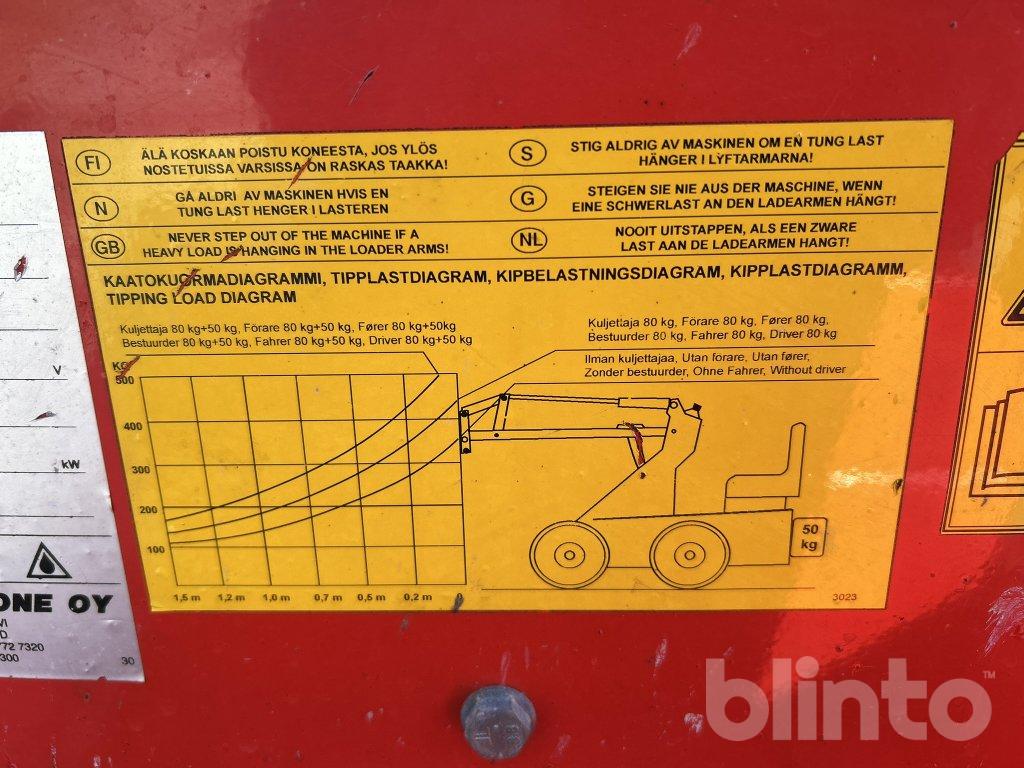 FI
ÄLÄ KOSKAAN POISTU KONEESTA, JOS YLÖS
NOSTETUISSA VARSISSA ON RASKAS TAAKKA!
S
STIG ALDRIG AV MASKINEN OM EN TUNG LAST
HÄNGER I LYFTARMARNA!
N
GÅ ALDRI AV MASKINEN HVIS EN
TUNG LAST HENGER I LASTEREN
G
STEIGEN SIE NIE AUS DER MASCHINE, WENN
EINE SCHWERLAST AN DEN LADEARMEN HÄNGT!
GB
NEVER STEP OUT OF THE MACHINE IF A
HEAVY LOAD IS HANGING IN THE LOADER ARMS!
NL
NOOIT UITSTAPPEN, ALS EEN ZWARE
LAST AAN DE LADEARMEN HANGT!
KAATOKUORMADIAGRAMMI, TIPPLASTDIAGRAM, KIPBELASTNINGSDIAGRAM, KIPPLASTDIAGRAMM,
TIPPING LOAD DIAGRAM
Kuljettaja 80 kg+50 kg, Förare 80 kg+50 kg, Fører 80 kg+50kg
Bestuurder 80 kg+50 kg, Fahrer 80 kg+50 kg, Driver 80 kg+50 kg
Kuljettaja 80 kg, Förare 80 kg, Fører 80 kg,
Bestuurder 80 kg, Fahrer 80 kg, Driver 80 kg,
Ilman kuljettajaa, Utan forare, Utan fører,
Zonder bestuurder, Ohne Fahrer, Without driver
KG
500
400
300
200
100
1,5 m 1,2 m 1,0 m 0,7 m 0,5 m 0,2 m 0
50
kg
3023
V
kW
ONE OY
VI
D
772 7320
300
30
blinto™